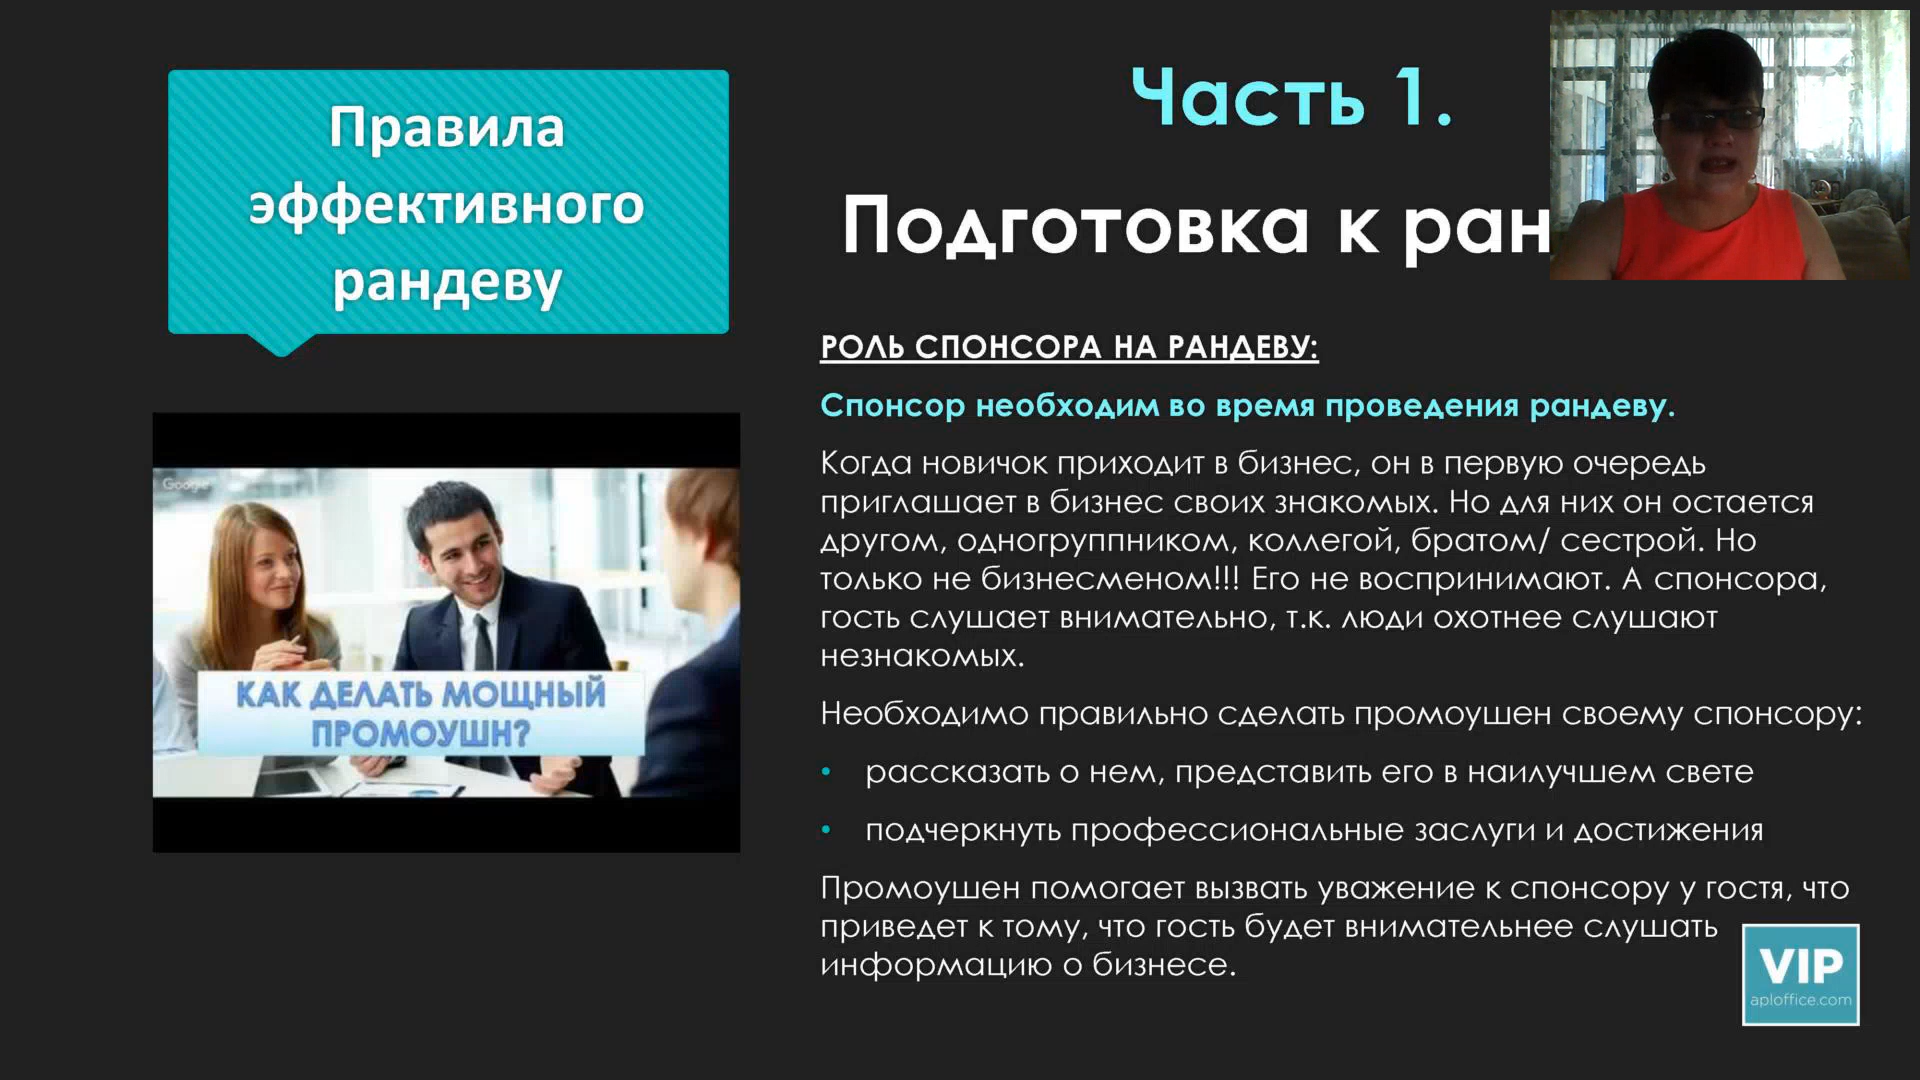 Правила
эффективного
рандеву
Google
КАК ДЕЛАТЬ МОЩНЫЙ
ПРОМОУШН?
Часть 1.
Подготовка к ран
РОЛЬ СПОНСОРА НА РАНДЕВУ:
Спонсор необходим во время проведения рандеву.
Когда новичок приходит в бизнес, он в первую очередь
приглашает в бизнес своих знакомых. Но для них он остается
другом, одногруппником, коллегой, братом/ сестрой. Но
только не бизнесменом!!! Его не воспринимают. А спонсора,
гость слушает внимательно, т.к. люди охотнее слушают
незнакомых.
Необходимо правильно сделать промоушен своему спонсору:
• рассказать о нем, представить его в наилучшем свете
• подчеркнуть профессиональные заслуги и достижения
Промоушен помогает вызвать уважение к спонсору у гостя, что
приведет к тому, что гость будет внимательнее слушать
информацию о бизнесе.
VIP
aploffice.com